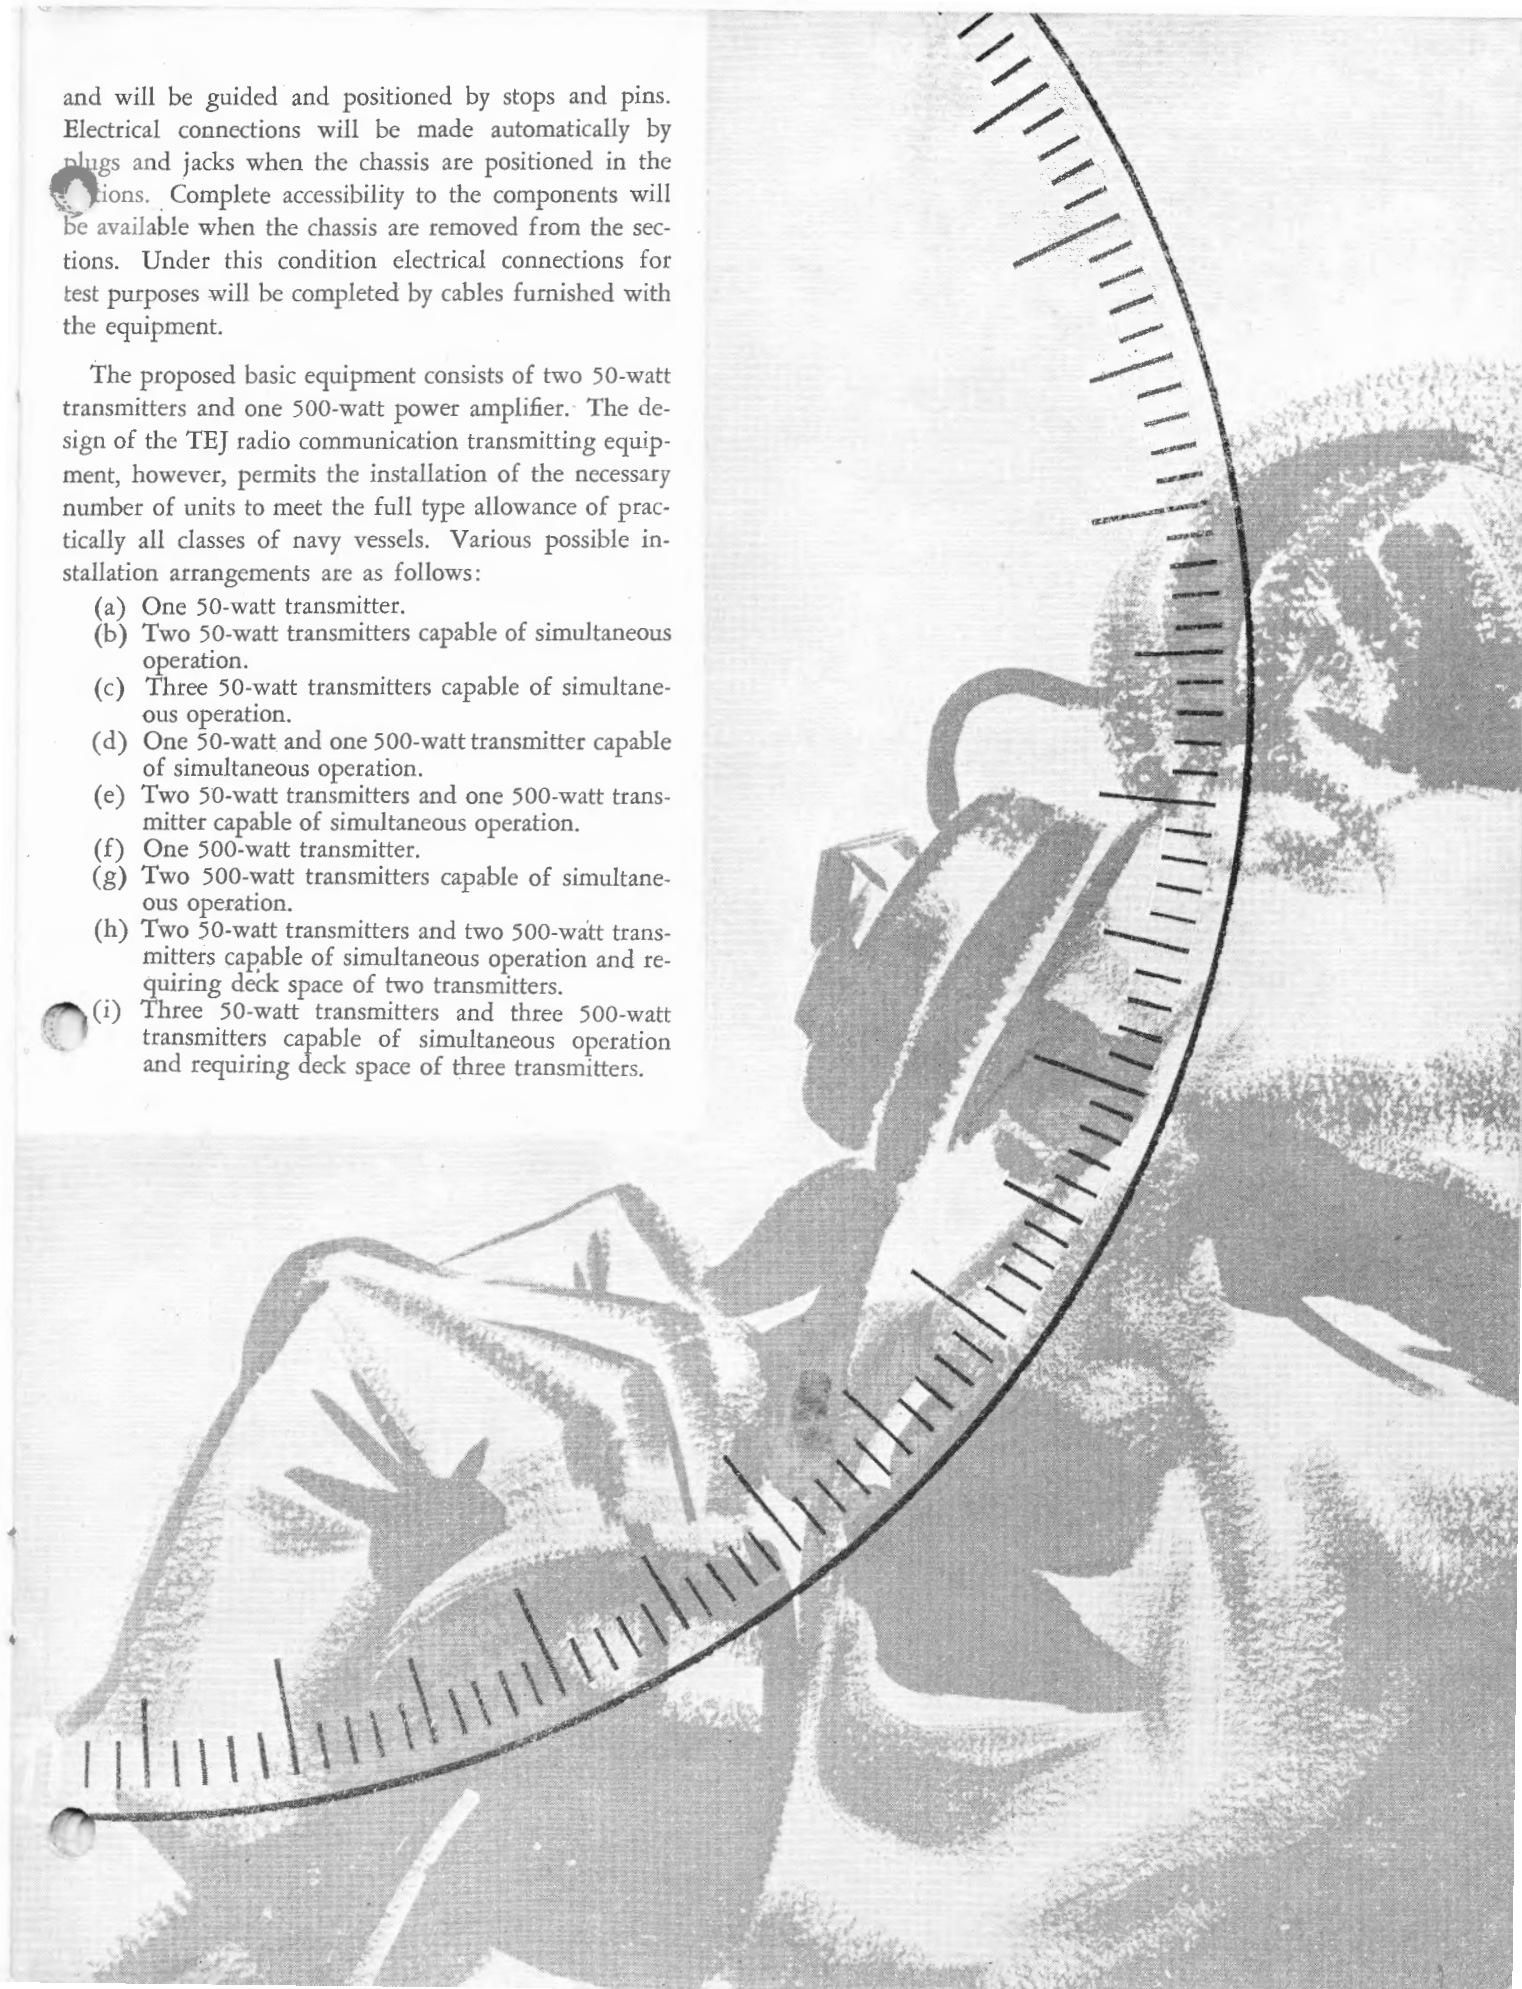 and will be guided and positioned by stops and pins.
Electrical connections will be made automatically by
plugs and jacks when the chassis are positioned in the
tions. Complete accessibility to the components will
be available when the chassis are removed from the sec-
tions. Under this condition electrical connections for
test purposes will be completed by cables furnished with
the equipment.
The proposed basic equipment consists of two 50-watt
transmitters and one 500-watt power amplifier. The de-
sign of the TEJ radio communication transmitting equip-
ment, however, permits the installation of the necessary
number of units to meet the full type allowance of prac-
tically all classes of navy vessels. Various possible in-
stallation arrangements are as follows:
(a) One 50-watt transmitter.
(b) Two 50-watt transmitters capable of simultaneous
operation.
(c) Three 50-watt transmitters capable of simultane-
ous operation.
(d) One 50-watt and one 500-watt transmitter capable
of simultaneous operation.
(e) Two 50-watt transmitters and one 500-watt trans-
mitter capable of simultaneous operation.
(f) One 500-watt transmitter.
(g) Two 500-watt transmitters capable of simultane-
ous operation.
(h) Two 50-watt transmitters and two 500-watt trans-
mitters capable of simultaneous operation and re-
quiring deck space of two transmitters.
(i) Three 50-watt transmitters and three 500-watt
transmitters capable of simultaneous operation
and requiring deck space of three transmitters.